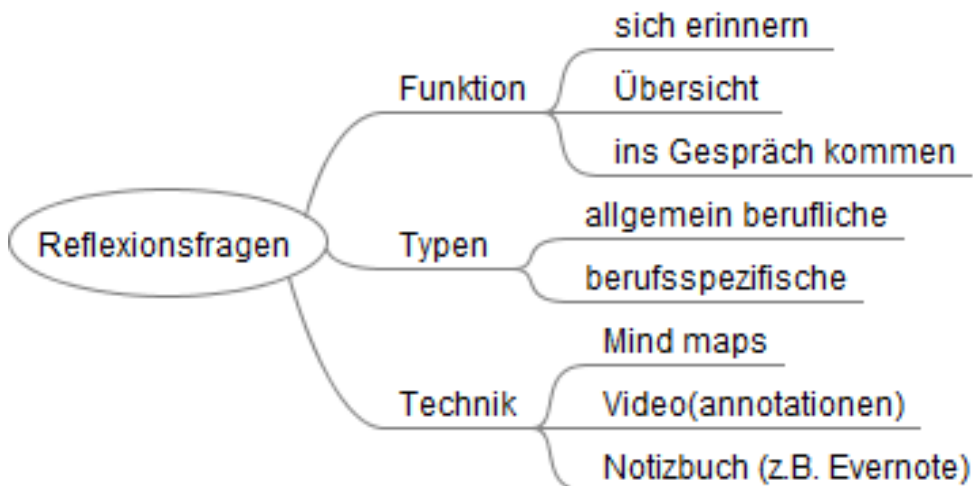 Reflexionsfragen
Funktion
sich erinnern
Übersicht
ins Gespräch kommen
Typen
allgemein berufliche
berufsspezifische
Technik
Mind maps
Video(annotationen)
Notizbuch (z.B. Evernote)